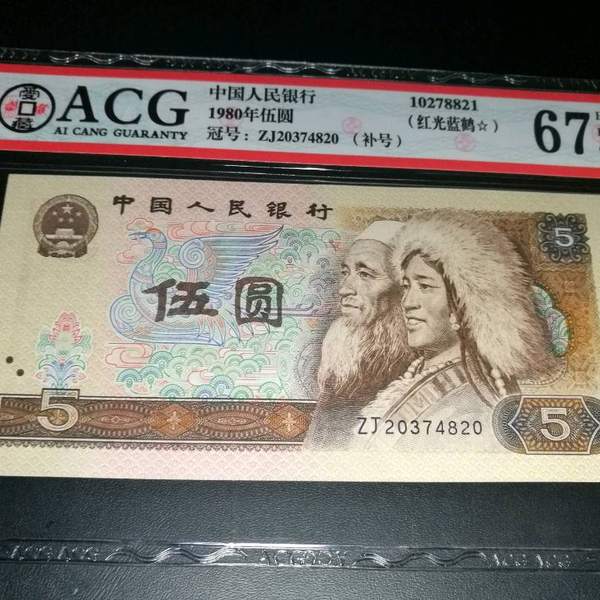 愛藏
ACG
AI CANG GUARANTY
中国人民银行
1980年伍圆
冠号：ZJ20374820（补号）
10278821
（红光蓝鹤☆）
67
中国人民银行
5
伍圆
ZJ20374820
5
5